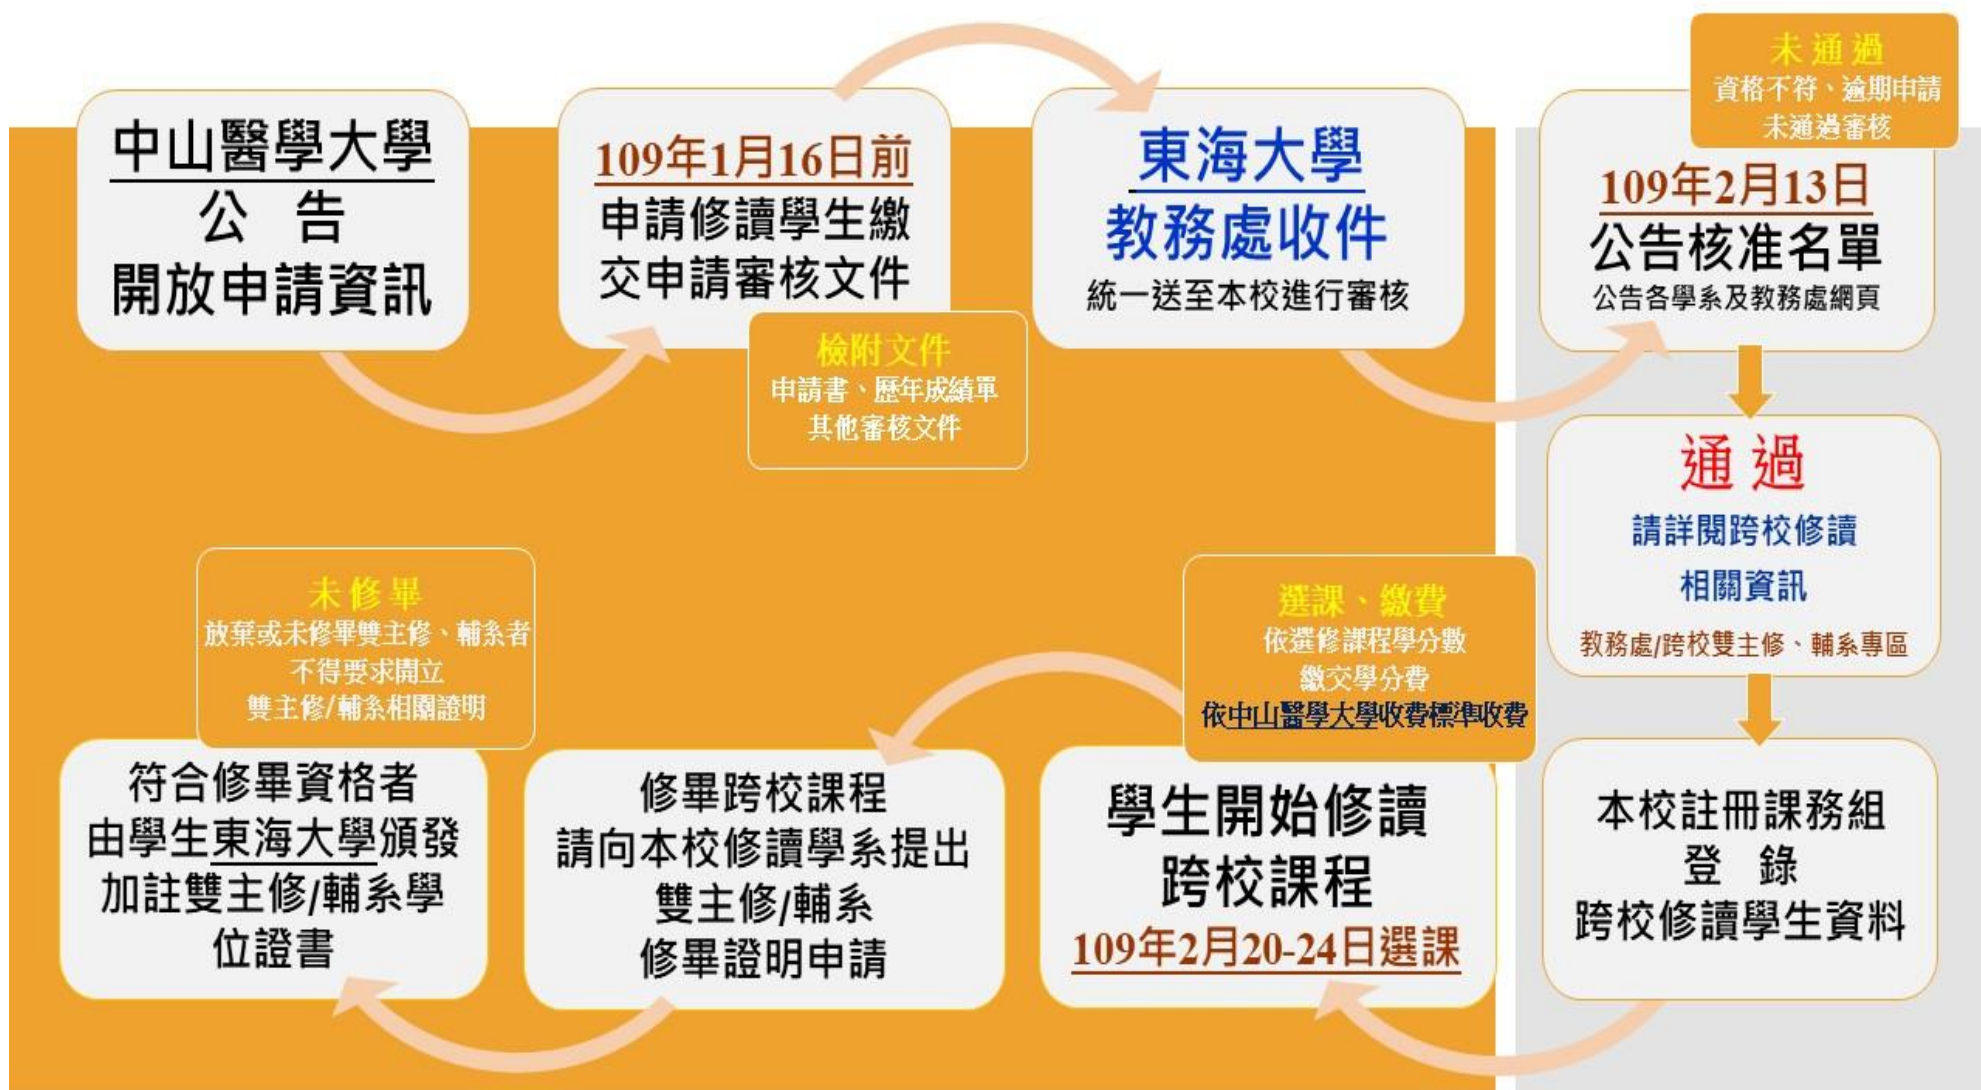 中山醫學大學
公 告
開放申請資訊
109年1月16日前
申請修讀學生繳
交申請審核文件
檢附文件
申請書、歷年成績單
其他審核文件
東海大學
教務處收件
統一送至本校進行審核
未通過
資格不符、逾期申請
未通過審核
109年2月13日
公告核准名單
公告各學系及教務處網頁
通過
請詳閱跨校修讀
相關資訊
教務處/跨校雙主修、輔系專區
本校註冊課務組
登 錄
跨校修讀學生資料
選課、繳費
依選修課程學分數
繳交學分費
依中山醫學大學收費標準收費
學生開始修讀
跨校課程
109年2月20-24日選課
修畢跨校課程
請向本校修讀學系提出
雙主修/輔系
修畢證明申請
未修畢
放棄或未修畢雙主修、輔系者
不得要求開立
雙主修/輔系相關證明
符合修畢資格者
由學生東海大學頒發
加註雙主修/輔系學
位證書